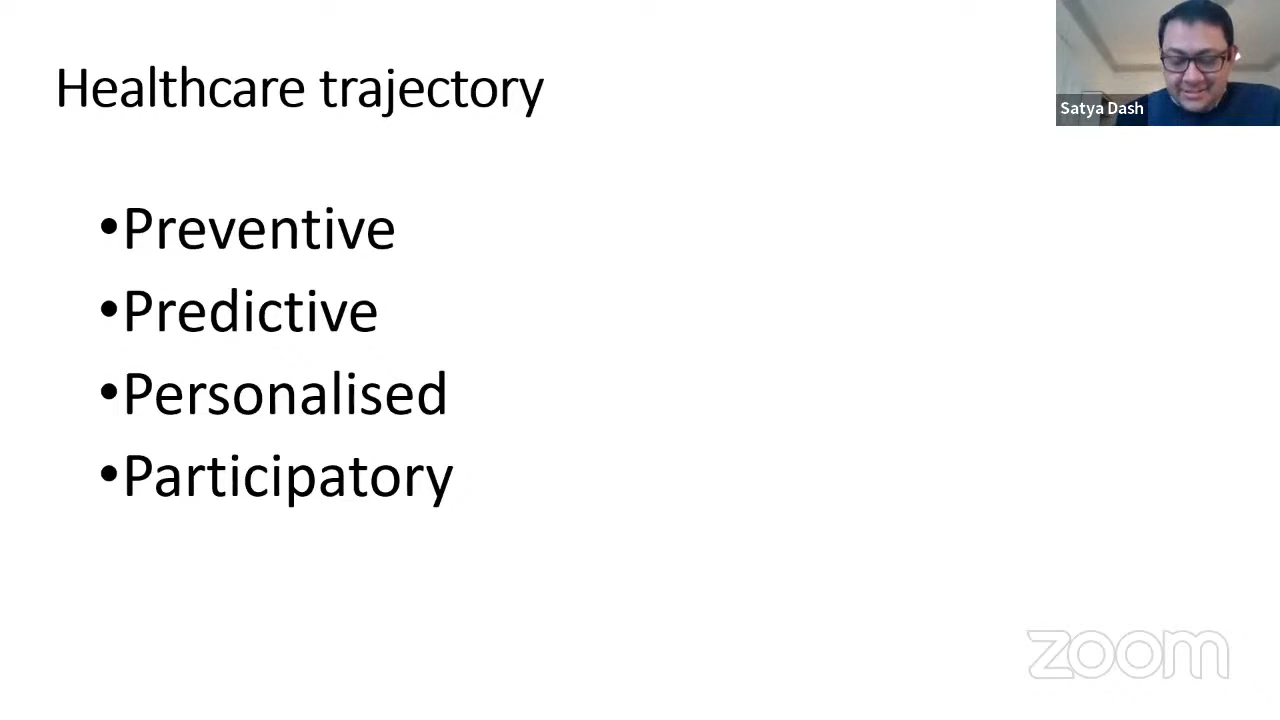 Healthcare trajectory
Satya Dash
•Preventive
•Predictive
•Personalised
•Participatory
zoom